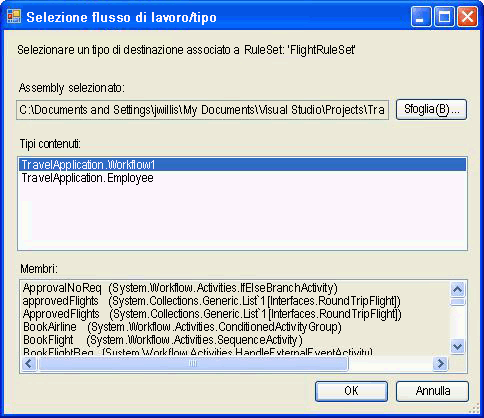 Selezione flusso di lavoro/tipo
Selezionare un tipo di destinazione associato a RuleSet: 'FlightRuleSet'
Assembly selezionato:
C:\Documents and Settings\jwillis\My Documents\Visual Studio\Projects\Tra
Sfoglia(B)...
Tipi contenuti:
TravelApplication.Workflow1
TravelApplication.Employee
Membri:
ApprovalNoReq (System.Workflow.Activities.IfElseBranchActivity)
approvedFlights (System.Collections.Generic.List`1[Interfaces.RoundTripFlight])
ApprovedFlights (System.Collections.Generic.List`1[Interfaces.RoundTripFlight])
BookAirline (System.Workflow.Activities.ConditionedActivityGroup)
BookFlight (System.Workflow.Activities.SequenceActivity)
BookFlightReq (System.Workflow.Activities.HandleExternalEventActivity)
OK
Annulla